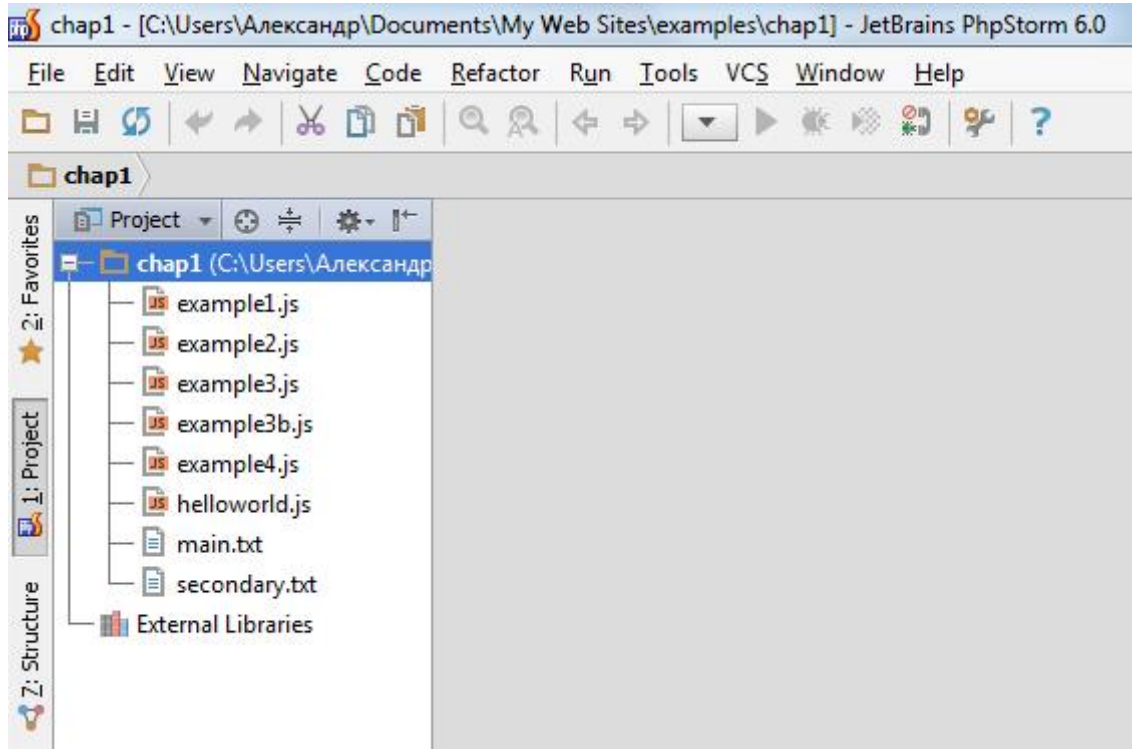 chap1 - [C:\Users\Александр\Documents\My Web Sites\examples\chap1] - JetBrains PhpStorm 6.0
File Edit View Navigate Code Refactor Run Tools VCS Window Help
chap1
Project
chap1 (C:\Users\Александр
example1.js
example2.js
example3.js
example3b.js
example4.js
helloworld.js
main.txt
secondary.txt
External Libraries
2: Favorites
1: Project
7: Structure